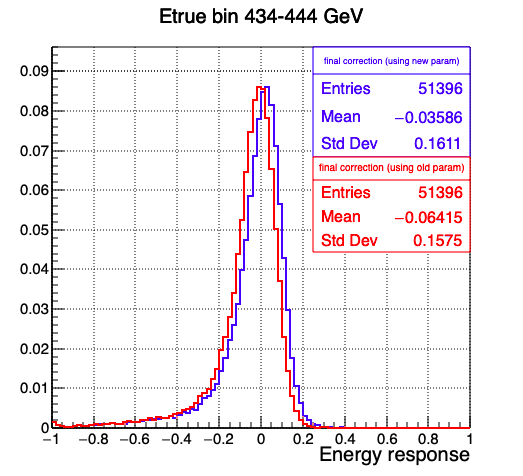 Etrue bin 434-444 GeV
final correction (using new param)
Entries 51396
Mean −0.03586
Std Dev 0.1611
final correction (using old param)
Entries 51396
Mean −0.06415
Std Dev 0.1575
0.09
0.08
0.07
0.06
0.05
0.04
0.03
0.02
0.01
0
−1 −0.8 −0.6 −0.4 −0.2 0 0.2 0.4 0.6 0.8 1
Energy response